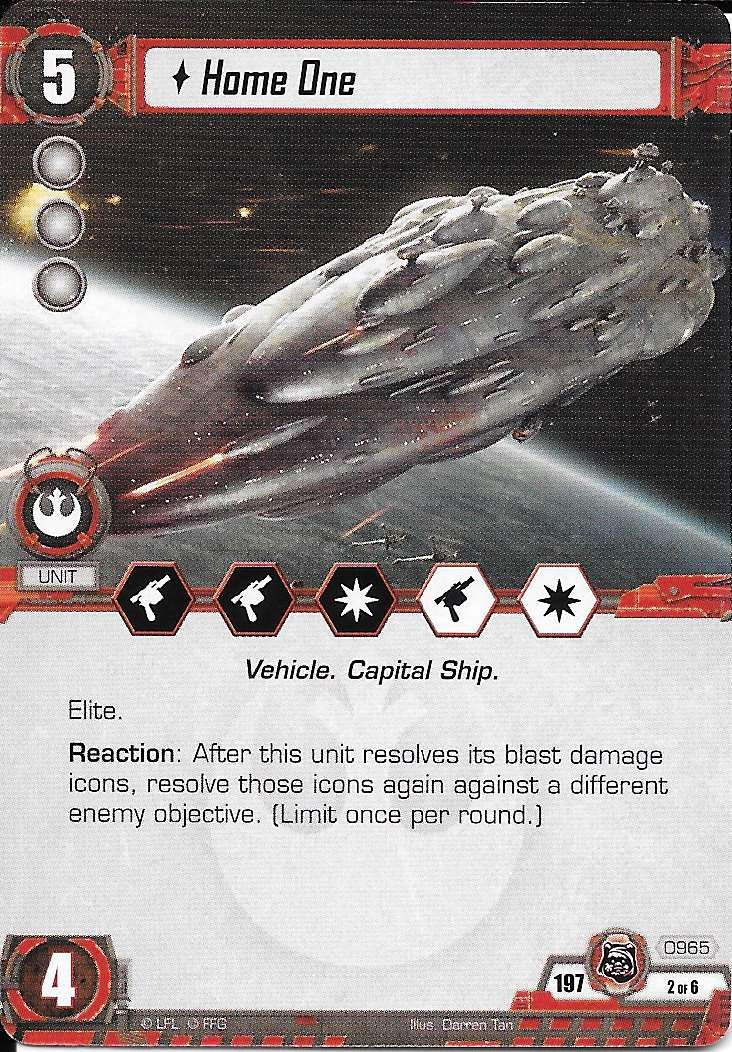 5
Home One
UNIT
Vehicle. Capital Ship.
Elite.
Reaction: After this unit resolves its blast damage
icons, resolve those icons again against a different
enemy objective. (Limit once per round.)
4
0965
197
2 OF 6
© LFL © FFG
Illus. Darren Tan